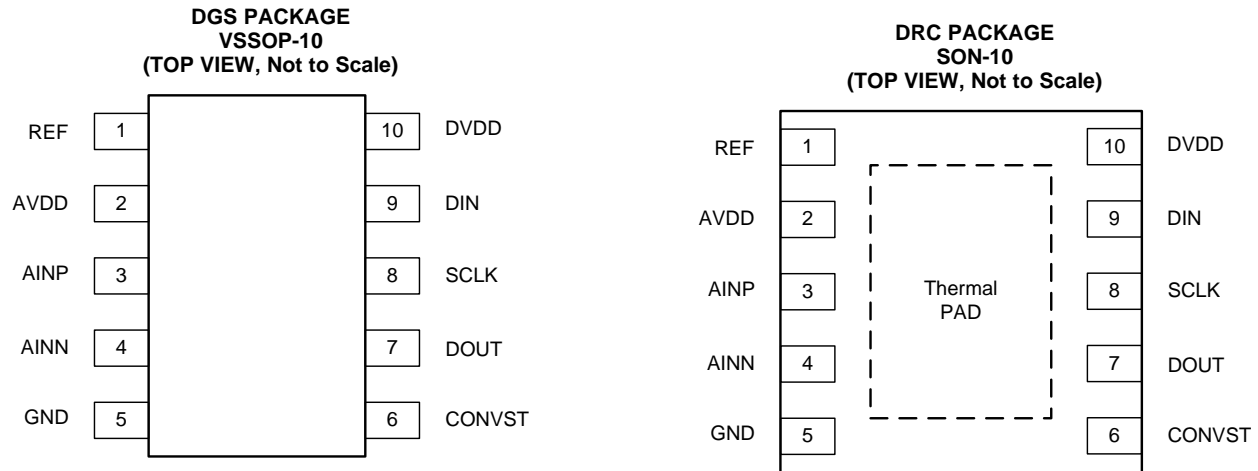 DGS PACKAGE
VSSOP-10
(TOP VIEW, Not to Scale)
REF 1 10 DVDD
AVDD 2 9 DIN
AINP 3 8 SCLK
AINN 4 7 DOUT
GND 5 6 CONVST
DRC PACKAGE
SON-10
(TOP VIEW, Not to Scale)
REF 1 10 DVDD
AVDD 2 9 DIN
AINP 3 Thermal 8 SCLK
PAD
AINN 4 7 DOUT
GND 5 6 CONVST